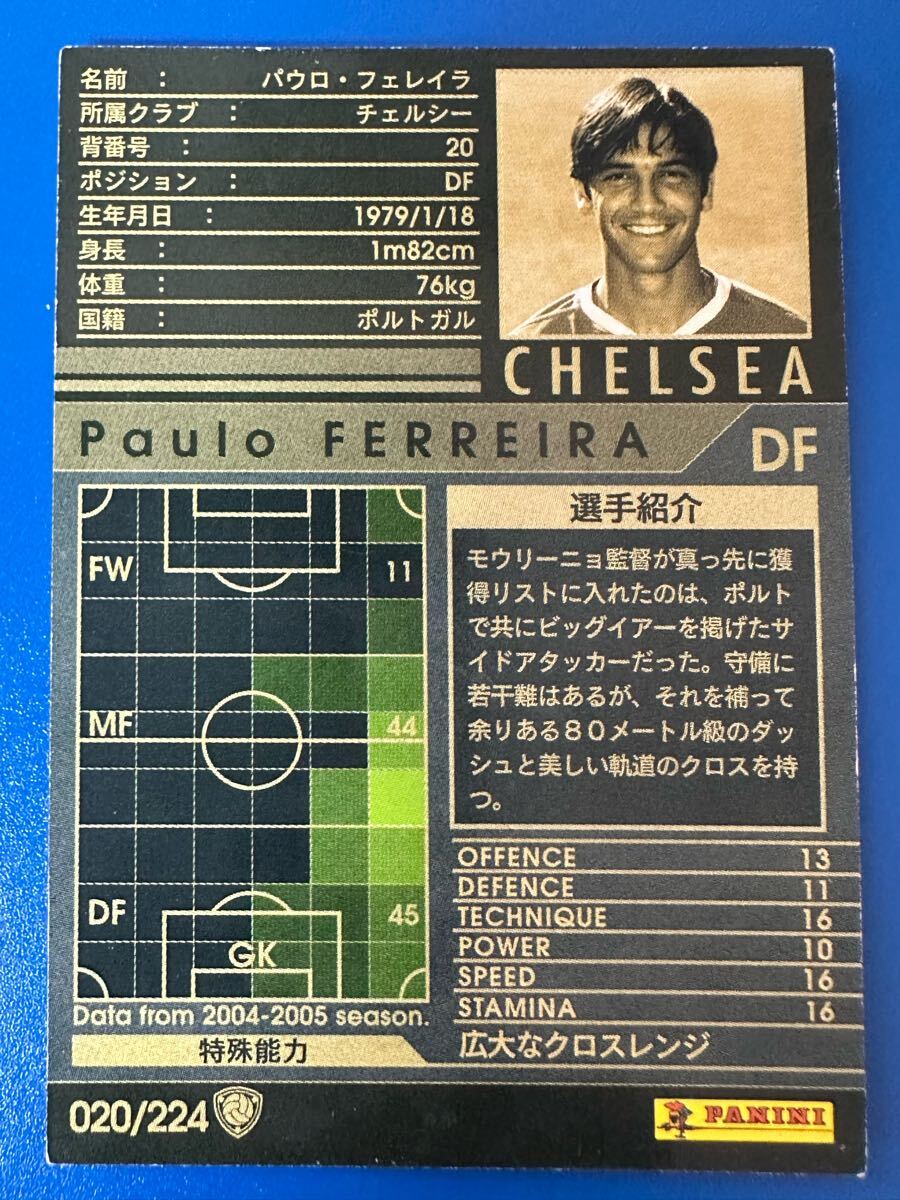 名前 : パウロ・フェレイラ
所属クラブ : チェルシー
背番号 : 20
ポジション : DF
生年月日 : 1979/1/18
身長 : 1m82cm
体重 : 76kg
国籍 : ポルトガル
CHELSEA
Paulo FERREIRA DF
FW 11
MF 44
DF 45
GK
Data from 2004-2005 season.
選手紹介
モウリーニョ監督が真っ先に獲
得リストに入れたのは、ポルト
で共にビッグイアーを掲げたサ
イドアタッカーだった。守備に
若干難はあるが、それを補って
余りある80メートル級のダッ
シュと美しい軌道のクロスを持
つ。
OFFENCE 13
DEFENCE 11
TECHNIQUE 16
POWER 10
SPEED 16
STAMINA 16
特殊能力 広大なクロスレンジ
020/224
PANINI